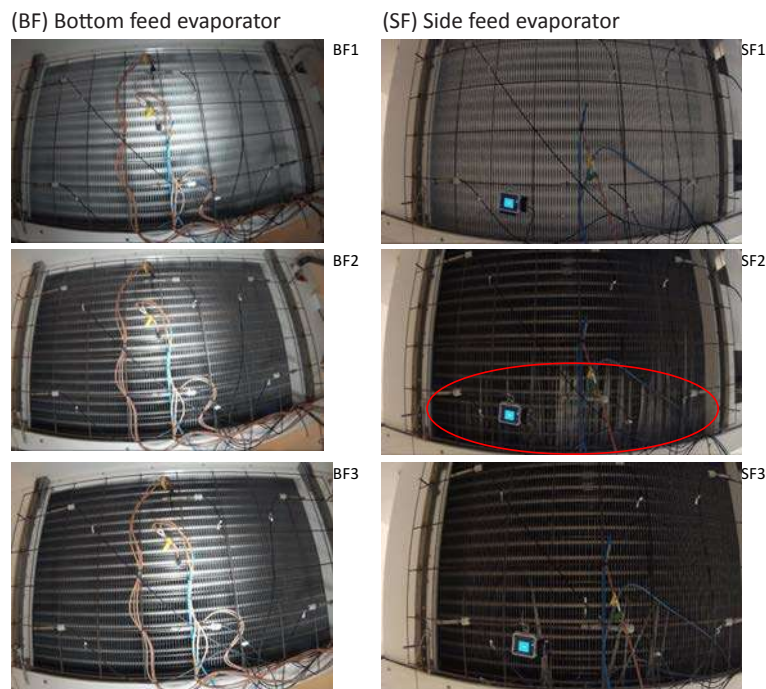 (BF) Bottom feed evaporator
(SF) Side feed evaporator
BF1
SF1
BF2
SF2
BF3
SF3